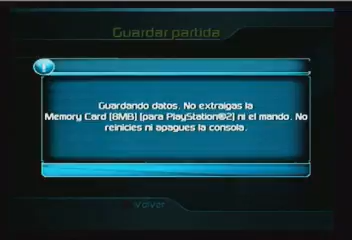 Guardar partida
Guardando datos. No extraigas la
Memory Card (8MB) (para PlayStation®2) ni el mando. No
reinicies ni apagues la consola.
Volver